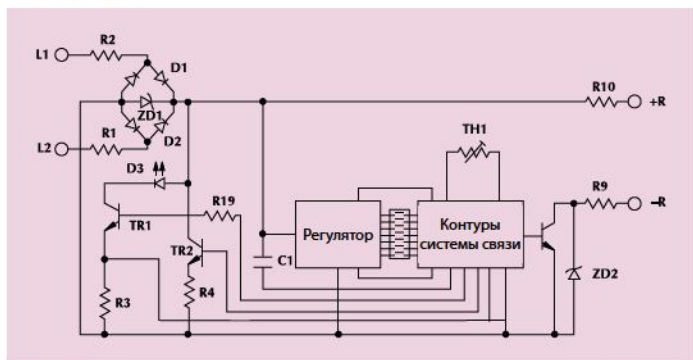 R2
L1
D1
R10
+R
ZD1
TH1
R1
D2
L2
D3
R9
R19
–R
Регулятор
Контуры
системы связи
TR1
TR2
C1
ZD2
R3
R4